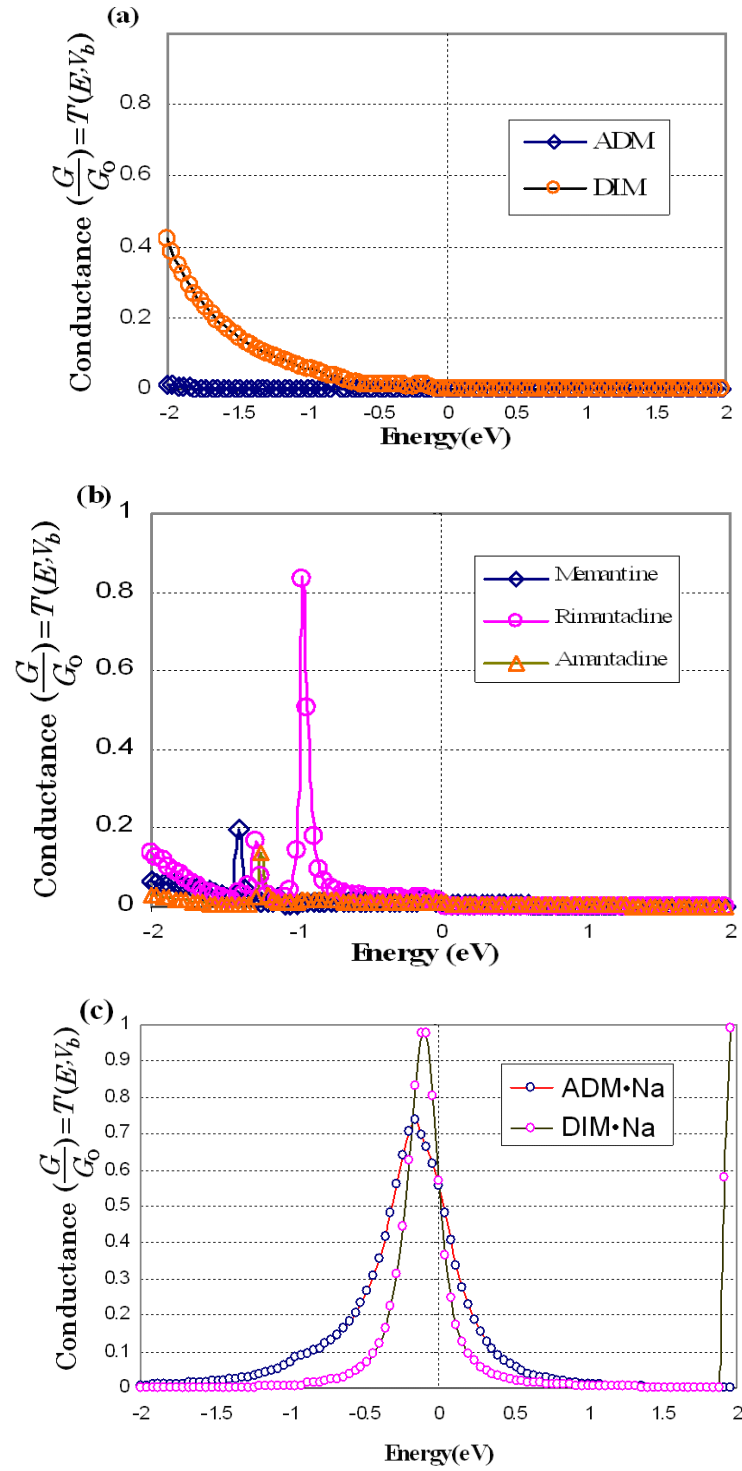 (a)
Conductance (G/G₀)=T(E,V_b)
0.8
0.6
0.4
0.2
0
ADM
DIM
-2 -1.5 -1 -0.5 0 0.5 1 1.5 2
Energy(eV)
(b)
Conductance (G/G₀)=T(E,V_b)
1
0.8
0.6
0.4
0.2
0
Memantine
Rimantadine
Amantadine
-2 -1 0 1 2
Energy (eV)
(c)
Conductance (G/G₀)=T(E,V_b)
1
0.9
0.8
0.7
0.6
0.5
0.4
0.3
0.2
0.1
0
ADM•Na
DIM•Na
-2 -1.5 -1 -0.5 0 0.5 1 1.5 2
Energy(eV)